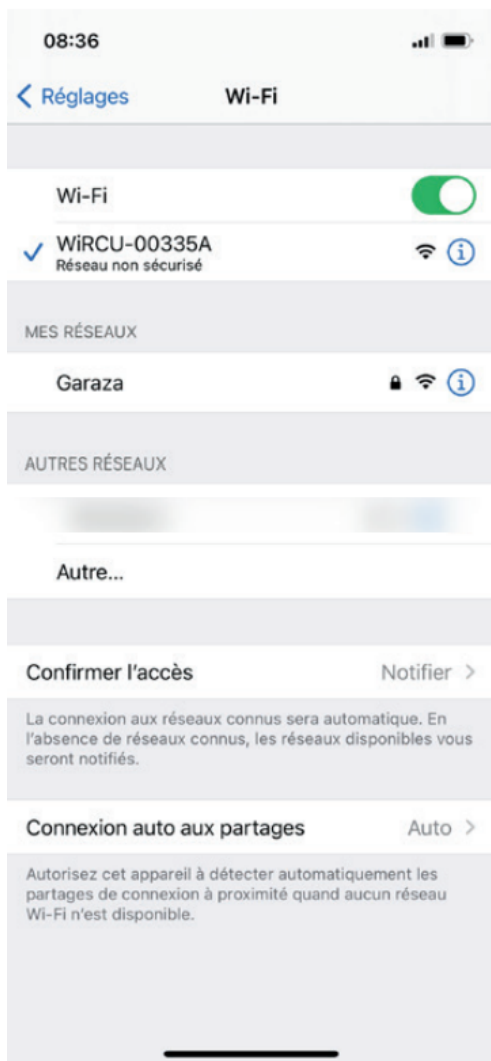 08:36
Réglages
Wi-Fi
Wi-Fi
WiRCU-00335A
Réseau non sécurisé
MES RÉSEAUX
Garaza
AUTRES RÉSEAUX
Autre...
Confirmer l'accès
Notifier
La connexion aux réseaux connus sera automatique. En
l'absence de réseaux connus, les réseaux disponibles vous
seront notifiés.
Connexion auto aux partages
Auto
Autorisez cet appareil à détecter automatiquement les
partages de connexion à proximité quand aucun réseau
Wi-Fi n'est disponible.